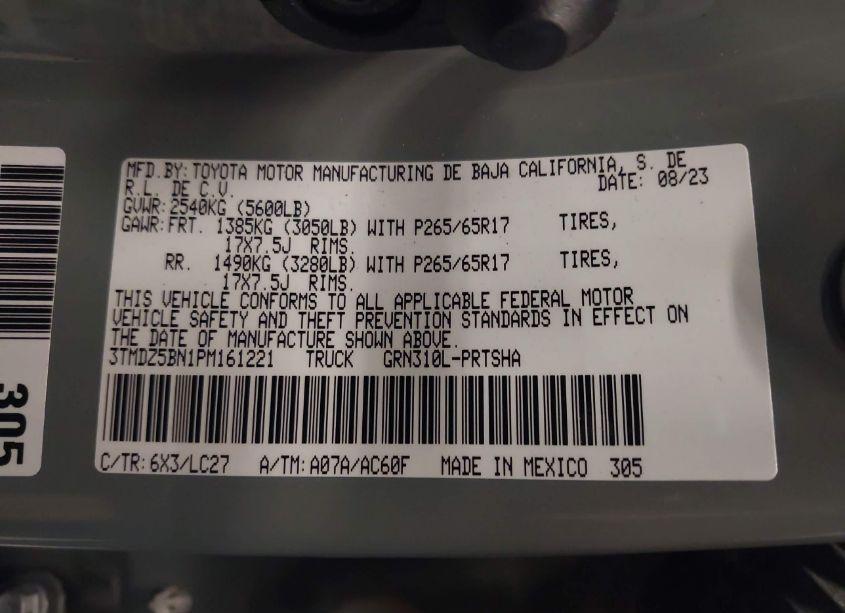 MFD.BY:TOYOTA MOTOR MANUFACTURING DE BAJA CALIFORNIA, S. DE
R.L. DE C.V. DATE: 08/23
GVWR:2540KG (5600LB)
GAWR:FRT. 1385KG (3050LB) WITH P265/65R17 TIRES,
17X7.5J RIMS.
RR. 1490KG (3280LB) WITH P265/65R17 TIRES,
17X7.5J RIMS.
THIS VEHICLE CONFORMS TO ALL APPLICABLE FEDERAL MOTOR
VEHICLE SAFETY AND THEFT PREVENTION STANDARDS IN EFFECT ON
THE DATE OF MANUFACTURE SHOWN ABOVE.
3TMDZ5BN1PM161221 TRUCK GRN310L-PRTSHA
C/TR:6X3/LC27 A/TM:A07A/AC60F MADE IN MEXICO 305
305